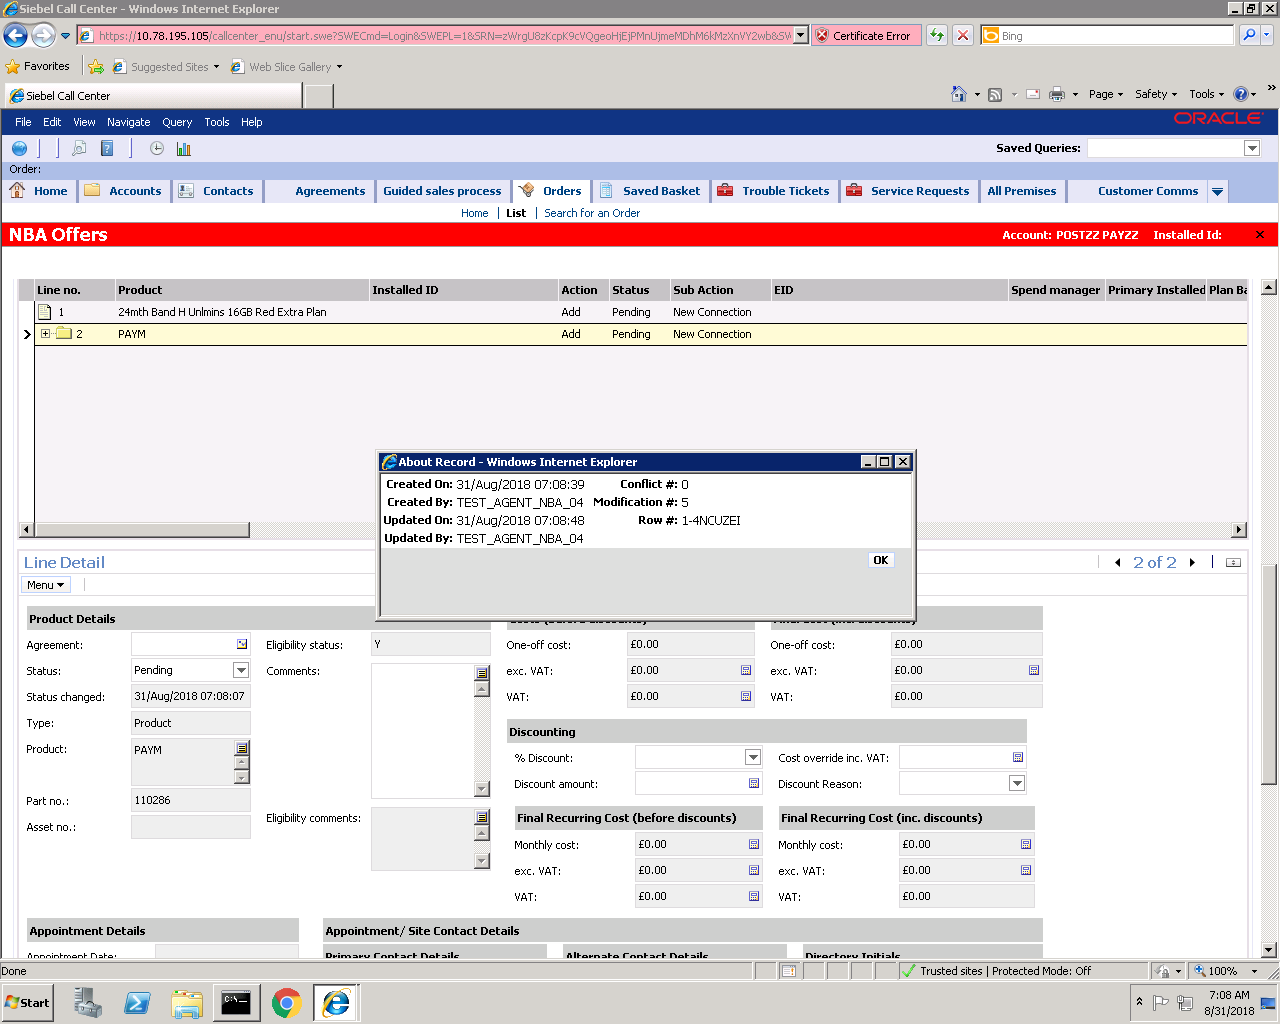 Siebel Call Center - Windows Internet Explorer
https://10.78.195.105/callcenter_enu/start.swe?SWECmd=Login&SWEPL=1&SRN=zWrgU8zKcpK9cVQgeoHjEjPMnUjmeMDhM6kMzXnVY2wb&SW
Certificate Error
Bing
Favorites
Suggested Sites
Web Slice Gallery
Siebel Call Center
Page
Safety
Tools
File Edit View Navigate Query Tools Help
ORACLE
Saved Queries:
Order:
Home Accounts Contacts Agreements Guided sales process Orders Saved Basket Trouble Tickets Service Requests All Premises Customer Comms
Home | List | Search for an Order
NBA Offers
Account: POSTZZ PAYZZ Installed Id:
Line no. Product Installed ID Action Status Sub Action EID Spend manager Primary Installed Plan Ba
1 24mth Band H Unlmins 16GB Red Extra Plan Add Pending New Connection
2 PAYM Add Pending New Connection
About Record - Windows Internet Explorer
Created On: 31/Aug/2018 07:08:39 Conflict #: 0
Created By: TEST_AGENT_NBA_04 Modification #: 5
Updated On: 31/Aug/2018 07:08:48 Row #: 1-4NCUZEI
Updated By: TEST_AGENT_NBA_04
OK
Line Detail
2 of 2
Menu
Product Details
Agreement:
Status: Pending
Status changed: 31/Aug/2018 07:08:07
Type: Product
Product: PAYM
Part no.: 110286
Asset no.:
Eligibility status: Y
Comments:
Eligibility comments:
One-off cost: £0.00
exc. VAT: £0.00
VAT: £0.00
One-off cost: £0.00
exc. VAT: £0.00
VAT: £0.00
Discounting
% Discount:
Cost override inc. VAT:
Discount amount:
Discount Reason:
Final Recurring Cost (before discounts)
Monthly cost: £0.00
exc. VAT: £0.00
VAT: £0.00
Final Recurring Cost (inc. discounts)
Monthly cost: £0.00
exc. VAT: £0.00
VAT: £0.00
Appointment Details
Appointment/ Site Contact Details
Appointment Date:
Primary Contact Details
Alternate Contact Details
Directory Initials
Done
Trusted sites | Protected Mode: Off
100%
Start
7:08 AM
8/31/2018